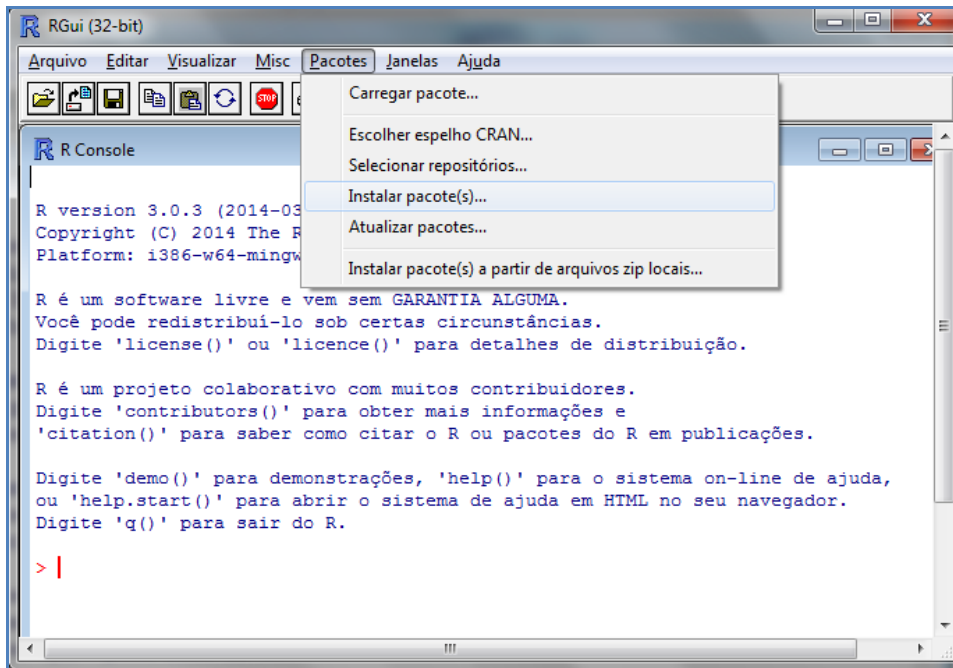 RGui (32-bit)
Arquivo Editar Visualizar Misc Pacotes Janelas Ajuda
STOP
Carregar pacote...
Escolher espelho CRAN...
Selecionar repositórios...
Instalar pacote(s)...
Atualizar pacotes...
Instalar pacote(s) a partir de arquivos zip locais...
R Console
R version 3.0.3 (2014-03
Copyright (C) 2014 The R
Platform: i386-w64-mingw
R é um software livre e vem sem GARANTIA ALGUMA.
Você pode redistribuí-lo sob certas circunstâncias.
Digite 'license()' ou 'licence()' para detalhes de distribuição.
R é um projeto colaborativo com muitos contribuidores.
Digite 'contributors()' para obter mais informações e
'citation()' para saber como citar o R ou pacotes do R em publicações.
Digite 'demo()' para demonstrações, 'help()' para o sistema on-line de ajuda,
ou 'help.start()' para abrir o sistema de ajuda em HTML no seu navegador.
Digite 'q()' para sair do R.
>